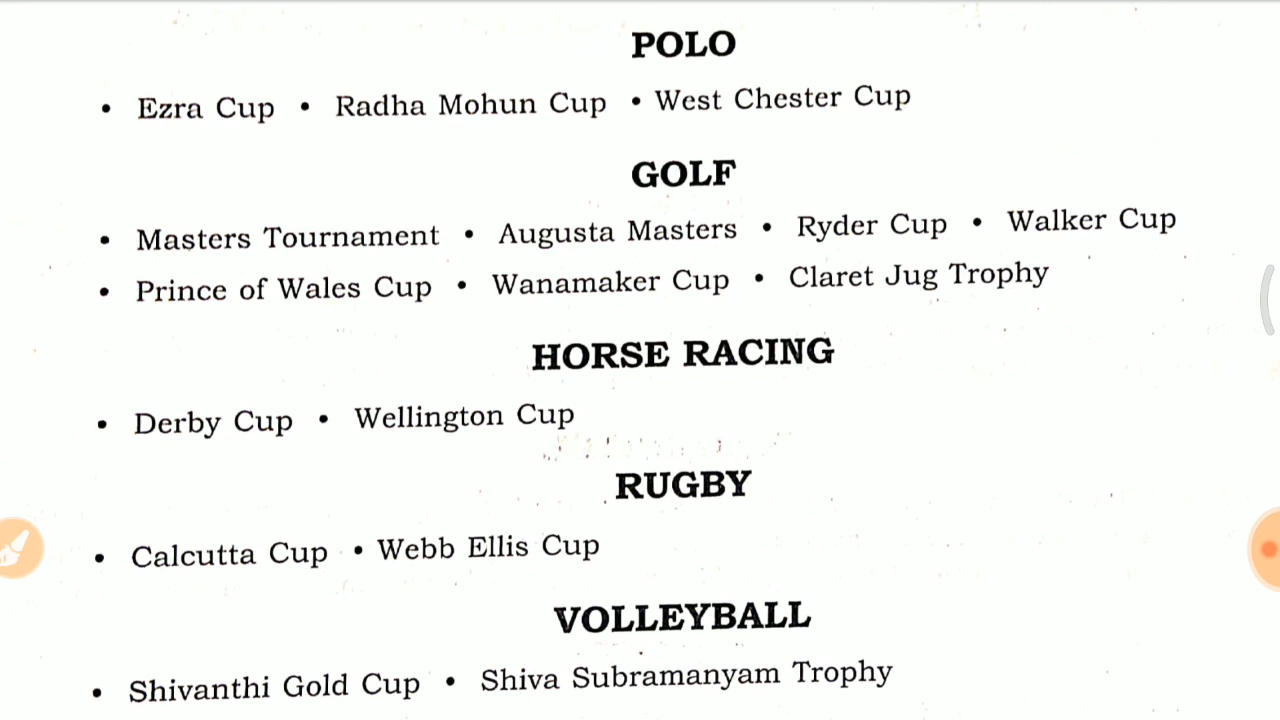 POLO
• Ezra Cup • Radha Mohun Cup • West Chester Cup
GOLF
• Masters Tournament • Augusta Masters • Ryder Cup • Walker Cup
• Prince of Wales Cup • Wanamaker Cup • Claret Jug Trophy
HORSE RACING
• Derby Cup • Wellington Cup
RUGBY
• Calcutta Cup • Webb Ellis Cup
VOLLEYBALL
• Shivanthi Gold Cup • Shiva Subramanyam Trophy